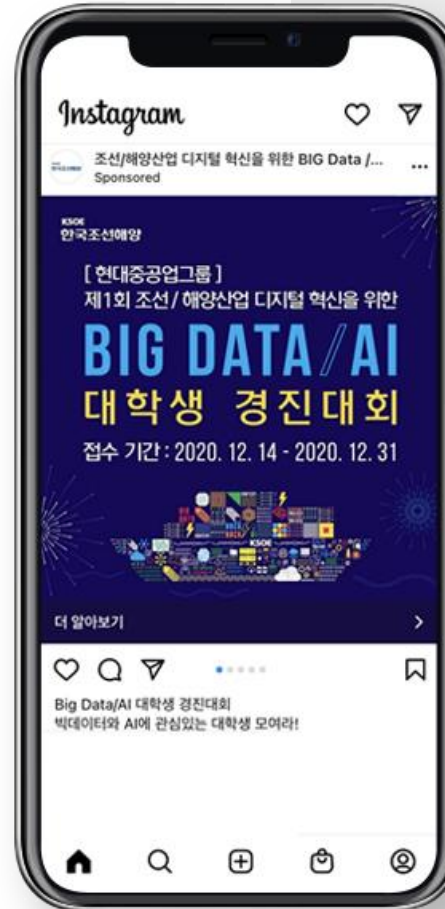 Instagram
조선/해양산업 디지털 혁신을 위한 BIG Data /...
Sponsored
KSOE
한국조선해양
[ 현대중공업그룹 ]
제1회 조선 / 해양산업 디지털 혁신을 위한
BIG DATA / AI
대학생 경진대회
접수 기간 : 2020. 12. 14 - 2020. 12. 31
KSOE
더 알아보기
Big Data/AI 대학생 경진대회
빅데이터와 AI에 관심있는 대학생 모여라!